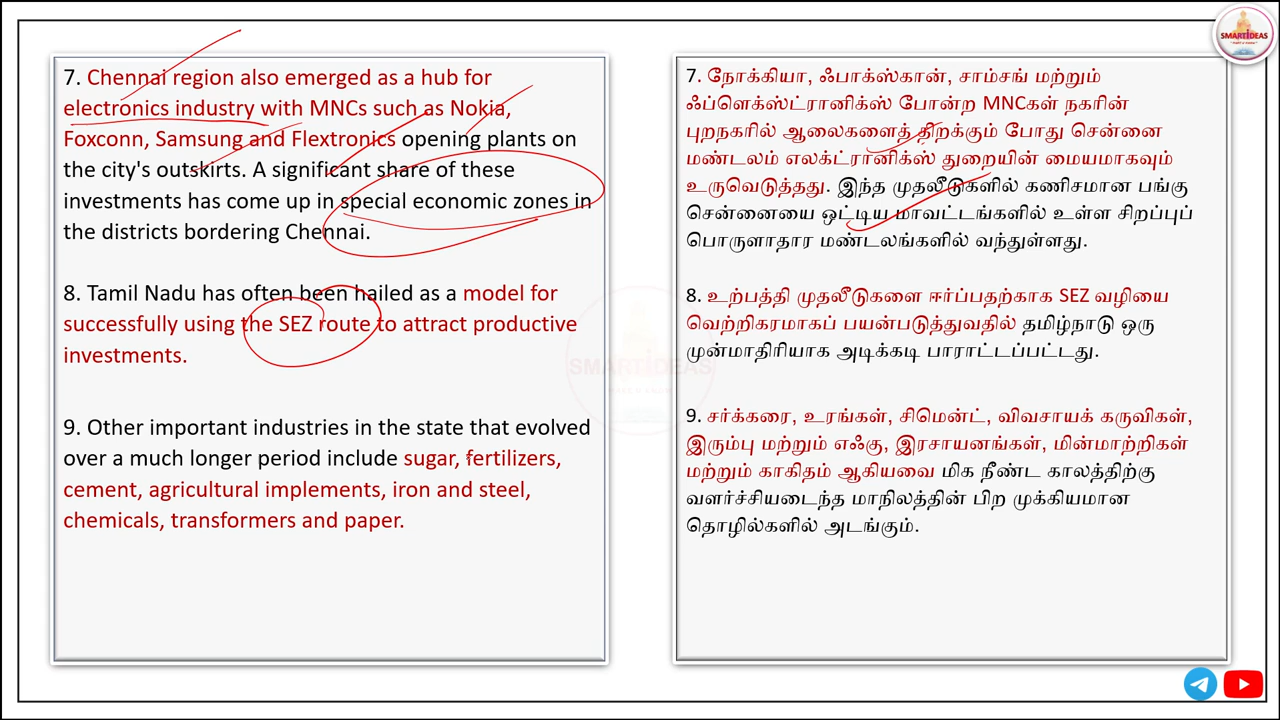 SMARTIDEAS
7. Chennai region also emerged as a hub for
electronics industry with MNCs such as Nokia,
Foxconn, Samsung and Flextronics opening plants on
the city's outskirts. A significant share of these
investments has come up in special economic zones in
the districts bordering Chennai.
8. Tamil Nadu has often been hailed as a model for
successfully using the SEZ route to attract productive
investments.
9. Other important industries in the state that evolved
over a much longer period include sugar, fertilizers,
cement, agricultural implements, iron and steel,
chemicals, transformers and paper.
7. நோக்கியா, ஃபாக்ஸ்கான், சாம்சங் மற்றும்
ஃப்ளெக்ஸ்ட்ரானிக்ஸ் போன்ற MNCகள் நகரின்
புறநகரில் ஆலைகளைத் திறக்கும் போது சென்னை
மண்டலம் எலக்ட்ரானிக்ஸ் துறையின் மையமாகவும்
உருவெடுத்தது. இந்த முதலீடுகளில் கணிசமான பங்கு
சென்னையை ஒட்டிய மாவட்டங்களில் உள்ள சிறப்புப்
பொருளாதார மண்டலங்களில் வந்துள்ளது.
8. உற்பத்தி முதலீடுகளை ஈர்ப்பதற்காக SEZ வழியை
வெற்றிகரமாகப் பயன்படுத்துவதில் தமிழ்நாடு ஒரு
முன்மாதிரியாக அடிக்கடி பாராட்டப்பட்டது.
9. சர்க்கரை, உரங்கள், சிமென்ட், விவசாயக் கருவிகள்,
இரும்பு மற்றும் எஃகு, இரசாயனங்கள், மின்மாற்றிகள்
மற்றும் காகிதம் ஆகியவை மிக நீண்ட காலத்திற்கு
வளர்ச்சியடைந்த மாநிலத்தின் பிற முக்கியமான
தொழில்களில் அடங்கும்.
SMARTIDEAS